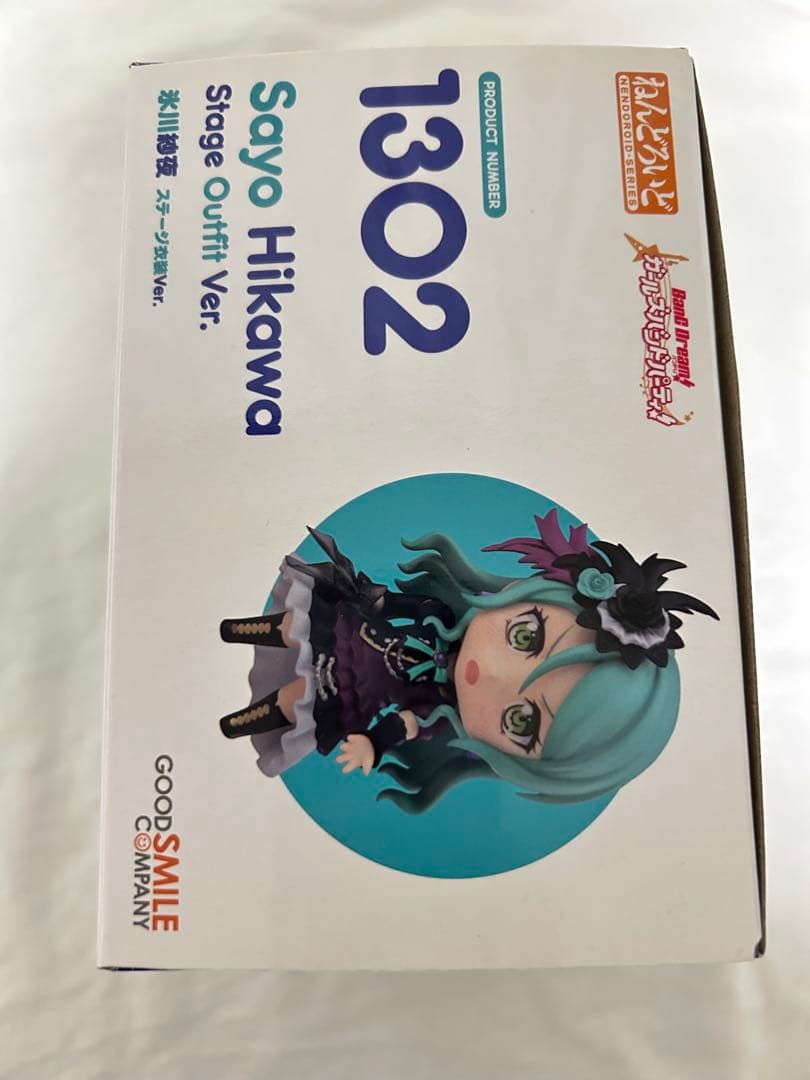 ねんどろいど
NENDOROID-SERIES
BanG Dream!
ガールズバンドパーティ!
PRODUCT NUMBER
1302
Sayo Hikawa
Stage Outfit Ver.
氷川紗夜 ステージ衣装Ver.
GOOD SMILE
COMPANY